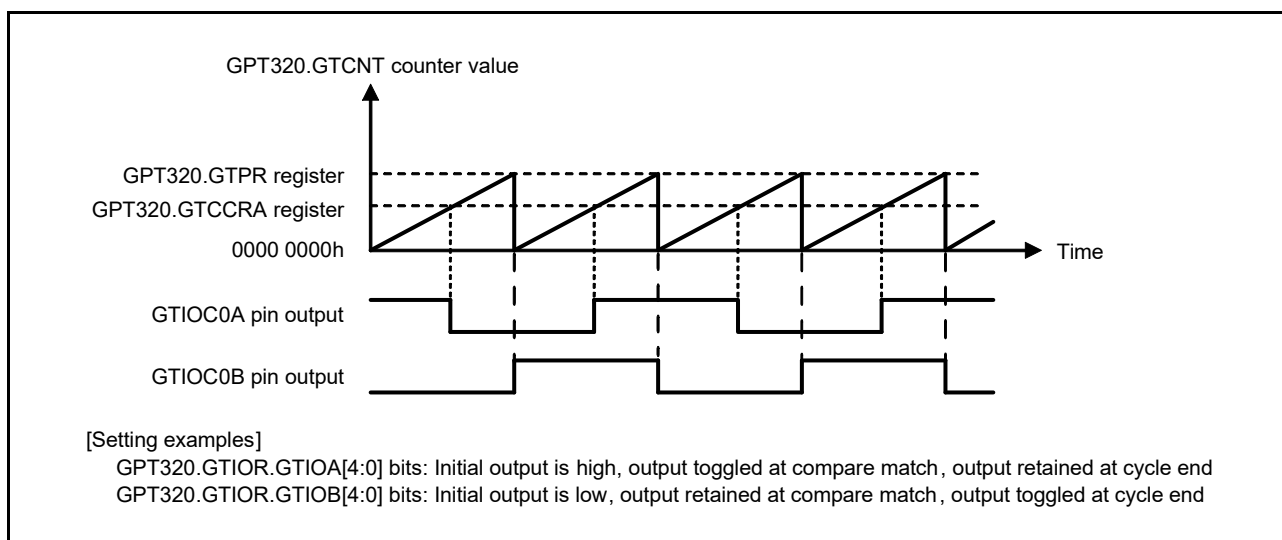 GPT320.GTCNT counter value
GPT320.GTPR register
GPT320.GTCCRA register
0000 0000h
Time
GTIOC0A pin output
GTIOC0B pin output
[Setting examples]
GPT320.GTIOR.GTIOA[4:0] bits: Initial output is high, output toggled at compare match, output retained at cycle end
GPT320.GTIOR.GTIOB[4:0] bits: Initial output is low, output retained at compare match, output toggled at cycle end